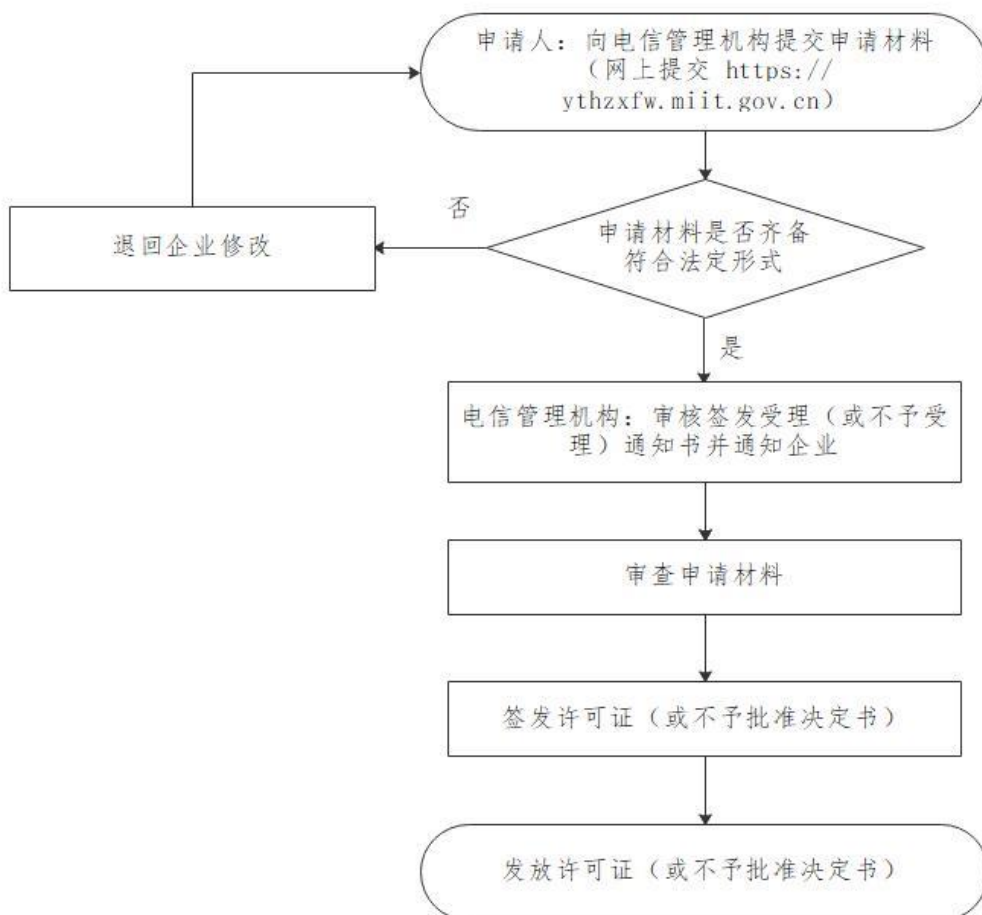 申请人：向电信管理机构提交申请材料
（网上提交 https://
ythzxfw.miit.gov.cn）
否
退回企业修改
申请材料是否齐备
符合法定形式
是
电信管理机构：审核签发受理（或不予受
理）通知书并通知企业
审查申请材料
签发许可证（或不予批准决定书）
发放许可证（或不予批准决定书）